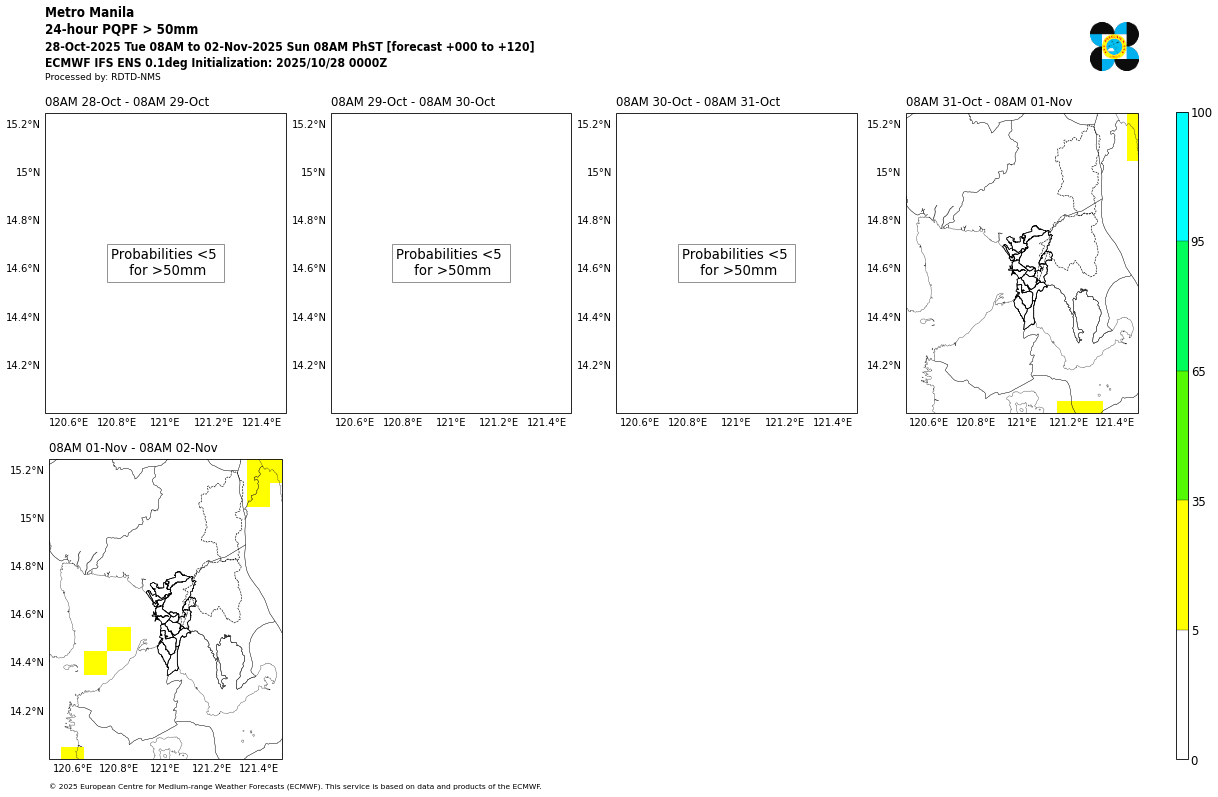 Metro Manila
24-hour PQPF > 50mm
28-Oct-2025 Tue 08AM to 02-Nov-2025 Sun 08AM PhST [forecast +000 to +120]
ECMWF IFS ENS 0.1deg Initialization: 2025/10/28 0000Z
Processed by: RDTD-NMS
08AM 28-Oct - 08AM 29-Oct
15.2°N
15°N
14.8°N
14.6°N
14.4°N
14.2°N
Probabilities <5
for >50mm
120.6°E 120.8°E 121°E 121.2°E 121.4°E
08AM 29-Oct - 08AM 30-Oct
15.2°N
15°N
14.8°N
14.6°N
14.4°N
14.2°N
Probabilities <5
for >50mm
120.6°E 120.8°E 121°E 121.2°E 121.4°E
08AM 30-Oct - 08AM 31-Oct
15.2°N
15°N
14.8°N
14.6°N
14.4°N
14.2°N
Probabilities <5
for >50mm
120.6°E 120.8°E 121°E 121.2°E 121.4°E
08AM 31-Oct - 08AM 01-Nov
15.2°N
15°N
14.8°N
14.6°N
14.4°N
14.2°N
120.6°E 120.8°E 121°E 121.2°E 121.4°E
100
95
65
35
5
0
08AM 01-Nov - 08AM 02-Nov
15.2°N
15°N
14.8°N
14.6°N
14.4°N
14.2°N
120.6°E 120.8°E 121°E 121.2°E 121.4°E
© 2025 European Centre for Medium-range Weather Forecasts (ECMWF). This service is based on data and products of the ECMWF.